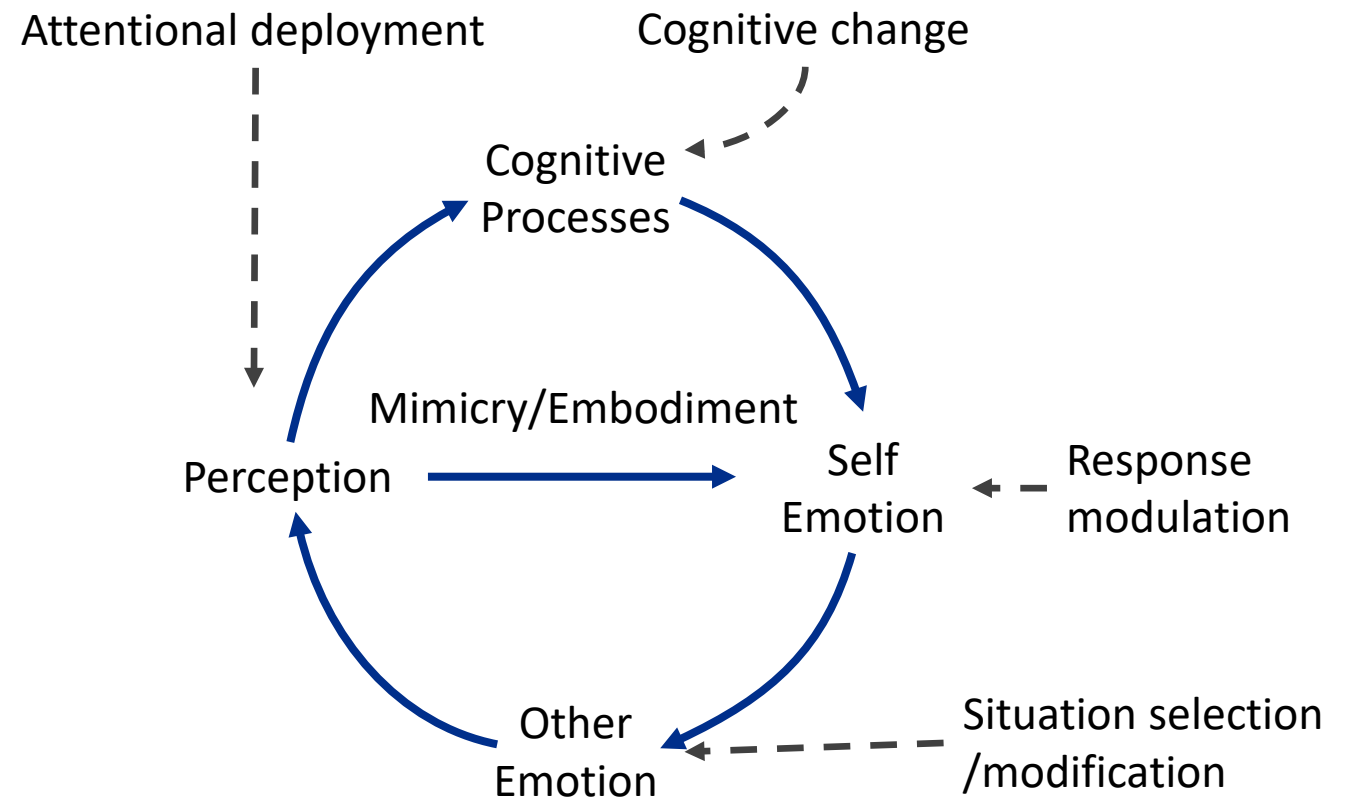 Attentional deployment
Cognitive change
Cognitive
Processes
Mimicry/Embodiment
Perception
Self
Emotion
Response
modulation
Other
Emotion
Situation selection
/modification